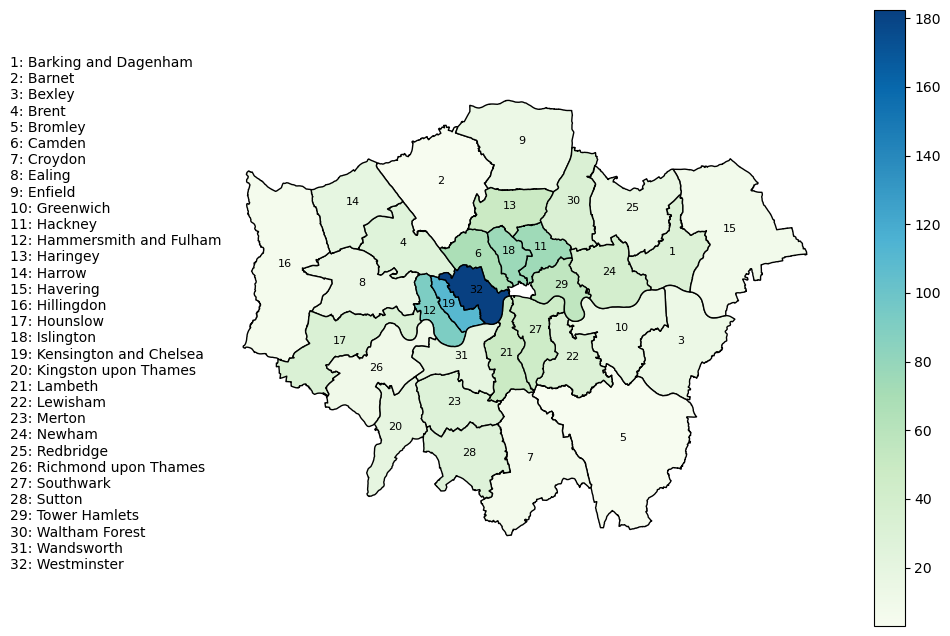 1: Barking and Dagenham
2: Barnet
3: Bexley
4: Brent
5: Bromley
6: Camden
7: Croydon
8: Ealing
9: Enfield
10: Greenwich
11: Hackney
12: Hammersmith and Fulham
13: Haringey
14: Harrow
15: Havering
16: Hillingdon
17: Hounslow
18: Islington
19: Kensington and Chelsea
20: Kingston upon Thames
21: Lambeth
22: Lewisham
23: Merton
24: Newham
25: Redbridge
26: Richmond upon Thames
27: Southwark
28: Sutton
29: Tower Hamlets
30: Waltham Forest
31: Wandsworth
32: Westminster
9
2
14
13
30
25
15
4
6
18
11
1
16
8
24
29
32
19
12
17
27
10
3
21
31
22
26
23
20
5
28
7
180
160
140
120
100
80
60
40
20